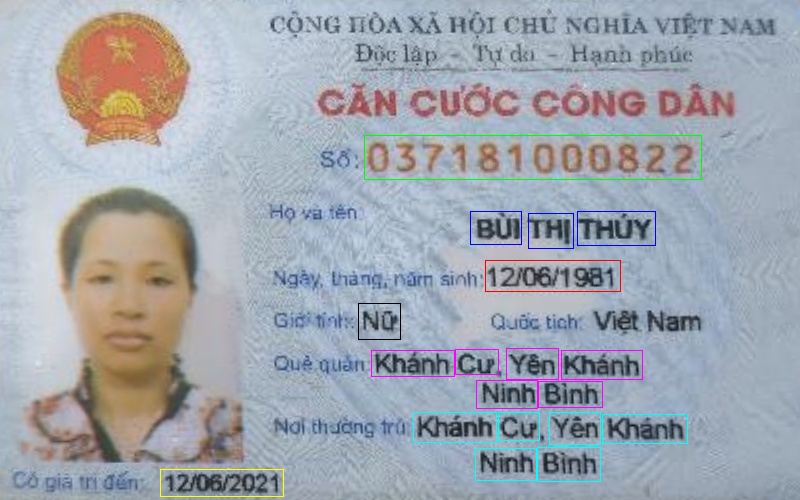 CỘNG HÒA XÃ HỘI CHỦ NGHĨA VIỆT NAM
Độc lập - Tự do - Hạnh phúc
CĂN CƯỚC CÔNG DÂN
Số: 037181000822
Họ và tên:
BÙI THỊ THÚY
Ngày, tháng, năm sinh: 12/06/1981
Giới tính: Nữ Quốc tịch: Việt Nam
Quê quán: Khánh Cư, Yên Khánh
Ninh Bình
Nơi thường trú: Khánh Cư, Yên Khánh
Ninh Bình
Có giá trị đến: 12/06/2021